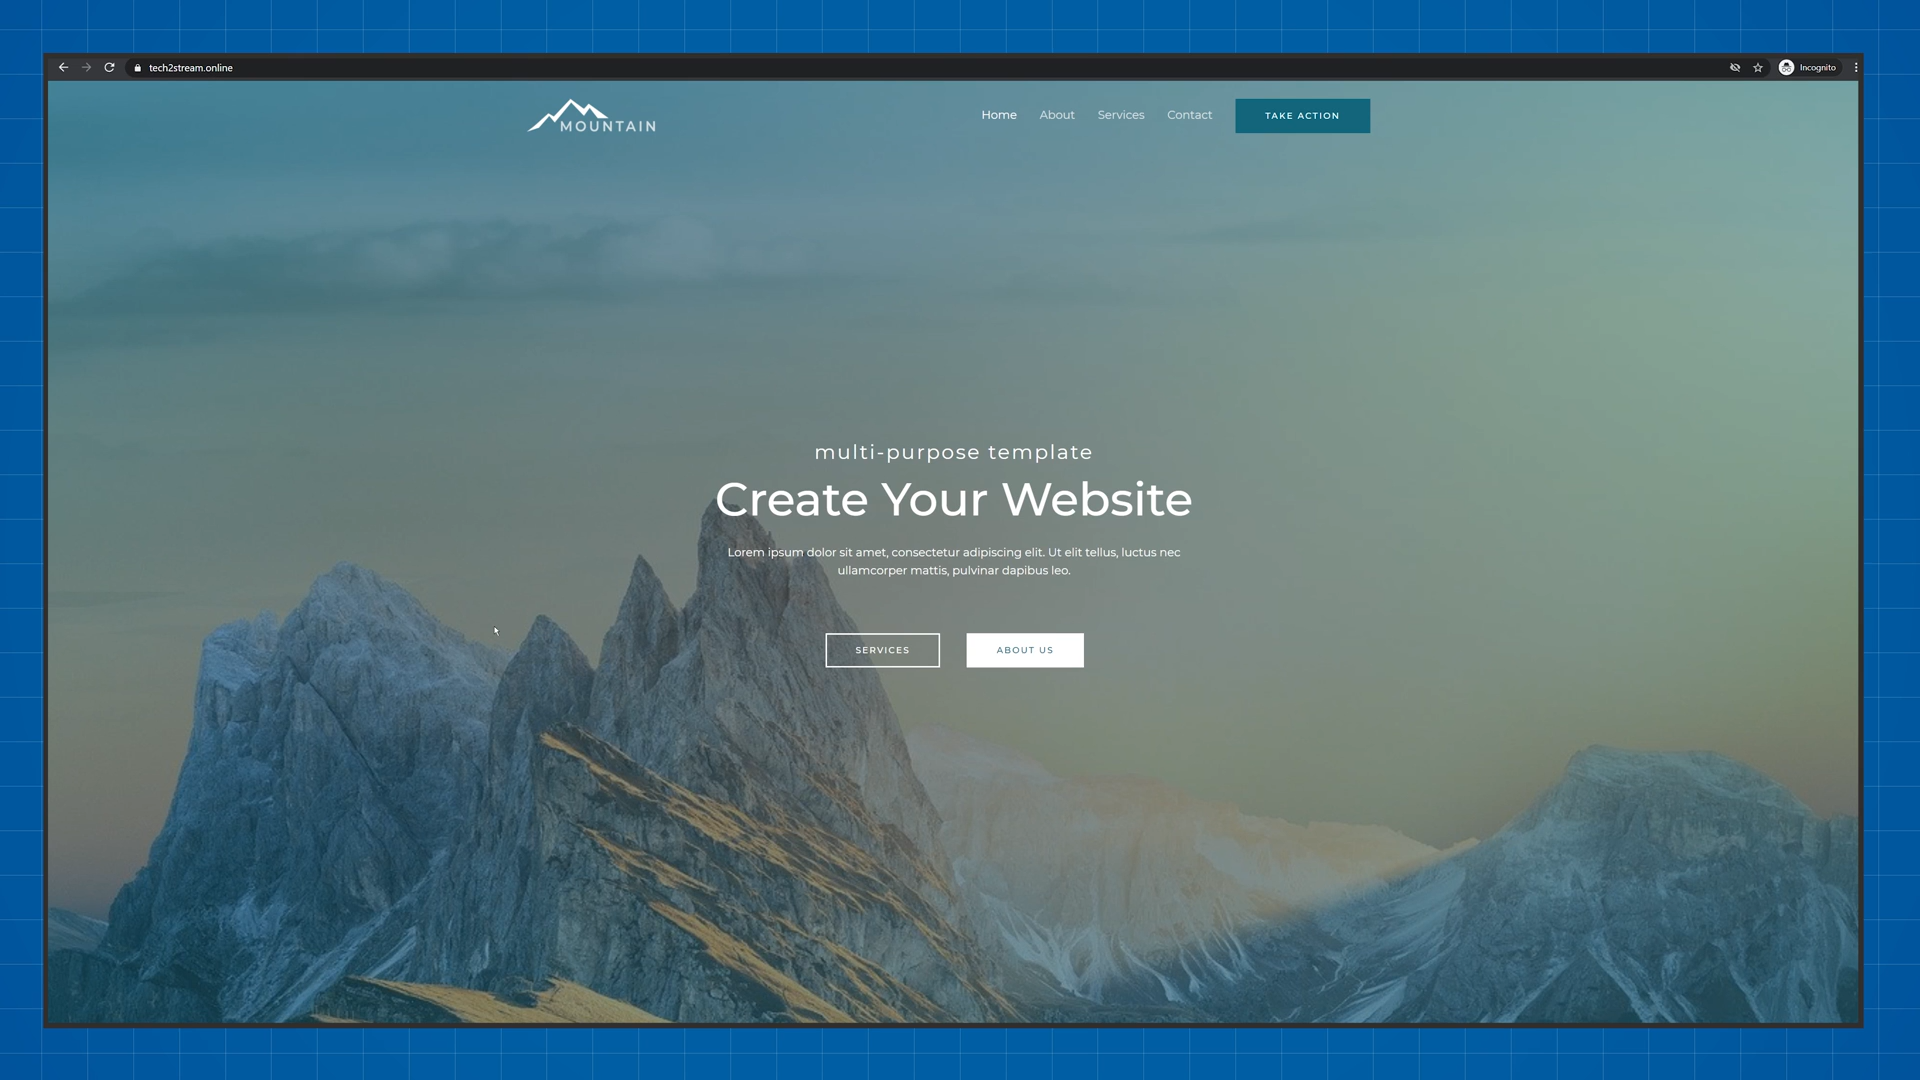 tech2stream.online
Incognito
MOUNTAIN
Home About Services Contact TAKE ACTION
multi-purpose template
Create Your Website
Lorem ipsum dolor sit amet, consectetur adipiscing elit. Ut elit tellus, luctus nec
ullamcorper mattis, pulvinar dapibus leo.
SERVICES ABOUT US